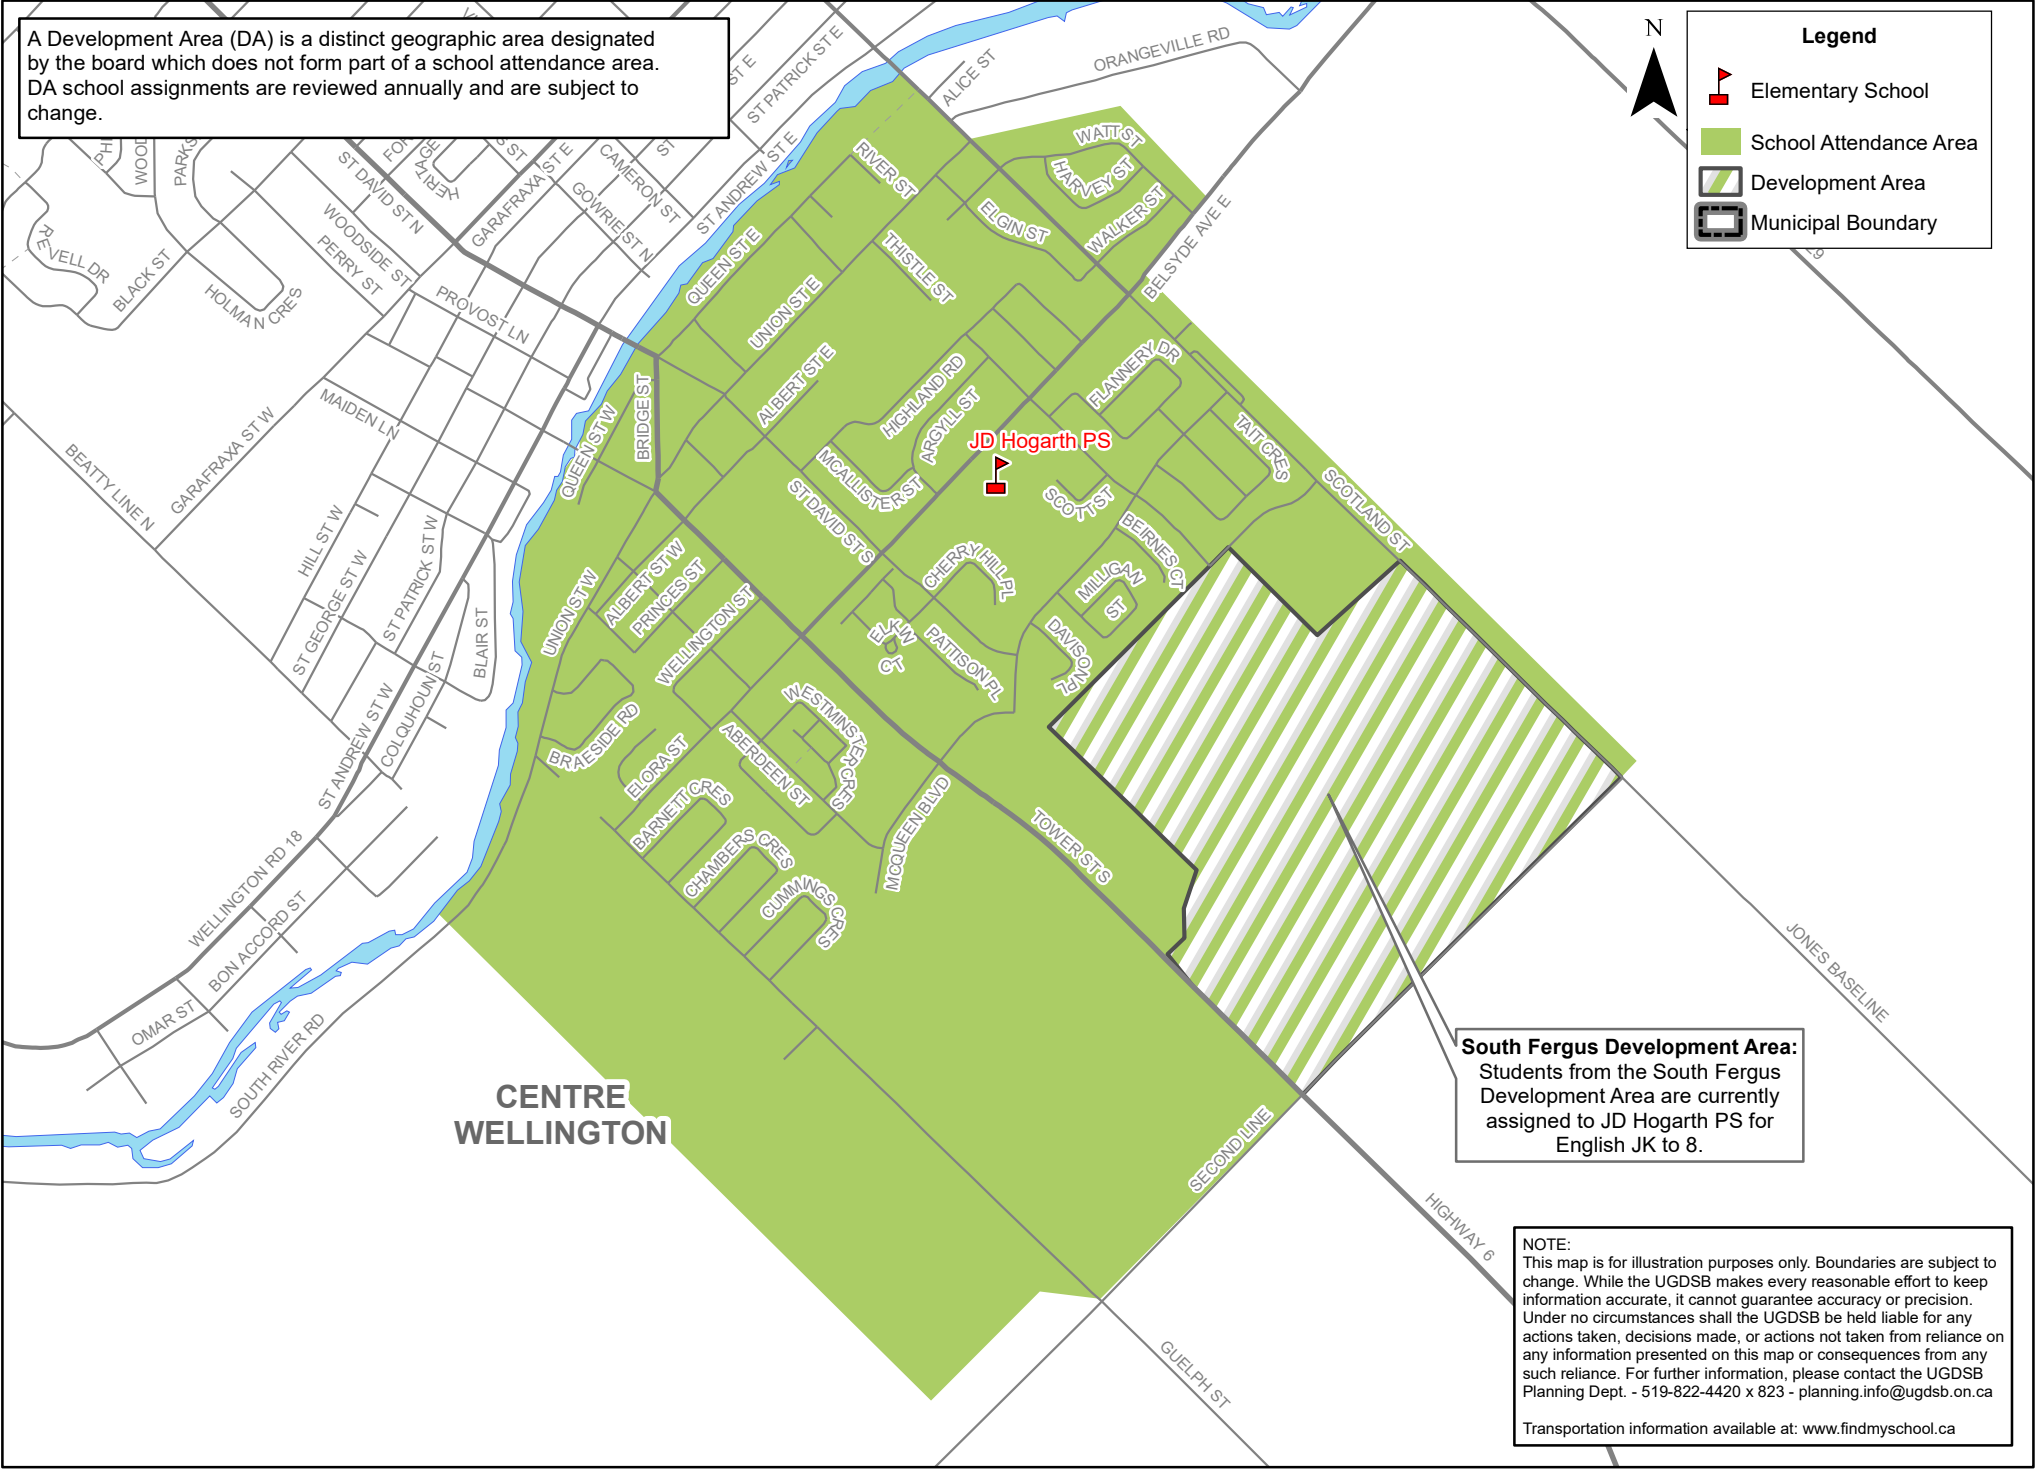 A Development Area (DA) is a distinct geographic area designated
by the board which does not form part of a school attendance area.
DA school assignments are reviewed annually and are subject to
change.
N
Legend
Elementary School
School Attendance Area
Development Area
Municipal Boundary
ORANGEVILLE RD
ALICE ST
ST PATRICK ST E
ST E
ST
ST ANDREW ST E
CAMERON ST
GOWRIE ST N
GARAFRAXA ST E
ST DAVID ST N
WOODSIDE ST
PERRY ST
PROVOST LN
PARKS
WOOD
REVELL DR
BLACK ST
HOLMAN CRES
WATT ST
HARVEY ST
WALKER ST
ELGIN ST
RIVER ST
THISTLE ST
QUEEN ST E
UNION ST E
ALBERT ST E
BELSYDE AVE E
HIGHLAND RD
ARGYLL ST
FLANNERY DR
TAIT CRES
SCOTLAND ST
JD Hogarth PS
MCALLISTER ST
ST DAVID ST S
SCOTT ST
BEIRNES CT
CHERRY HILL PL
MILLIGAN
ST
DAVISON PL
PATTISON PL
ELK W
CT
BRIDGE ST
QUEEN ST W
MAIDEN LN
GARAFRAXA ST W
BEATTY LINE N
HILL ST W
ST GEORGE ST W
ST PATRICK ST W
BLAIR ST
COLQUHOUN ST
ST ANDREW ST W
UNION ST W
ALBERT ST W
PRINCES ST
WELLINGTON ST
WESTMINSTER CRES
ABERDEEN ST
BRAESIDE RD
ELORA ST
BARNETT CRES
CHAMBERS CRES
CUMMINGS CRES
MCQUEEN BLVD
TOWER ST S
WELLINGTON RD 18
BON ACCORD ST
OMAR ST
SOUTH RIVER RD
CENTRE
WELLINGTON
SECOND LINE
HIGHWAY 6
GUELPH ST
JONES BASELINE
29
South Fergus Development Area:
Students from the South Fergus
Development Area are currently
assigned to JD Hogarth PS for
English JK to 8.
NOTE:
This map is for illustration purposes only. Boundaries are subject to
change. While the UGDSB makes every reasonable effort to keep
information accurate, it cannot guarantee accuracy or precision.
Under no circumstances shall the UGDSB be held liable for any
actions taken, decisions made, or actions not taken from reliance on
any information presented on this map or consequences from any
such reliance. For further information, please contact the UGDSB
Planning Dept. - 519-822-4420 x 823 - planning.info@ugdsb.on.ca
Transportation information available at: www.findmyschool.ca